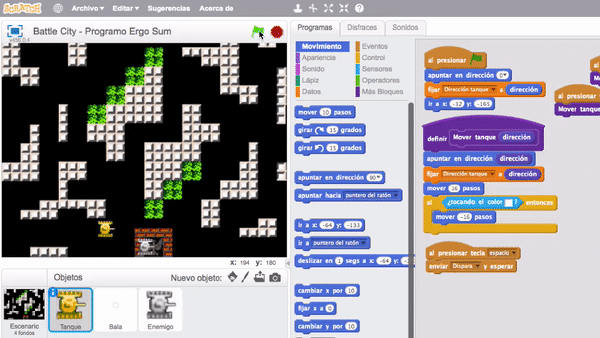 SCRATCH Archivo Editar Sugerencias Acerca de
Battle City - Programo Ergo Sum
v456.0.4
Programas Disfraces Sonidos
Movimiento Eventos
Apariencia Control
Sonido Sensores
Lápiz Operadores
Datos Más Bloques
mover 10 pasos
girar 15 grados
girar 15 grados
apuntar en dirección 90
apuntar hacia puntero del ratón
ir a x: -64 y: -133
ir a puntero del ratón
deslizar en 1 segs a x: -64 y:
cambiar x por 10
fijar x a 0
cambiar y por 10
al presionar
apuntar en dirección 0
fijar Dirección tanque a dirección
ir a x: -12 y: -165
definir Mover tanque dirección
apuntar en dirección dirección
fijar Dirección tanque a dirección
mover 16 pasos
si ¿tocando el color ? entonces
mover -16 pasos
al presionar tecla espacio
enviar Dispara y esperar
al presionar
Mover tanque
x: 194 y: 180
Objetos Nuevo objeto:
Escenario
4 fondos
Tanque Bala Enemigo